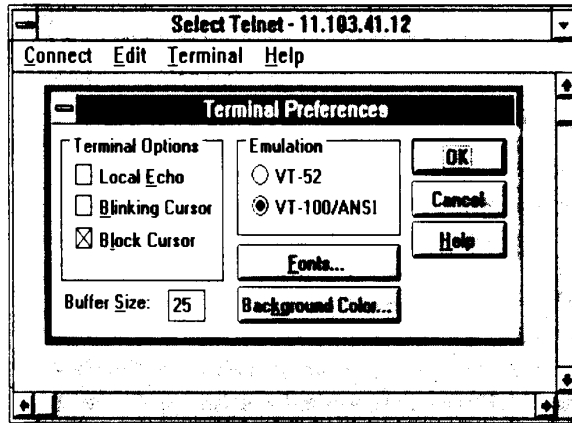 Select Telnet - 11.103.41.12
Connect Edit Terminal Help
Terminal Preferences
Terminal Options
Local Echo
Blinking Cursor
Block Cursor
Buffer Size: 25
Emulation
VT-52
VT-100/ANSI
Fonts...
Background Color...
OK
Cancel
Help